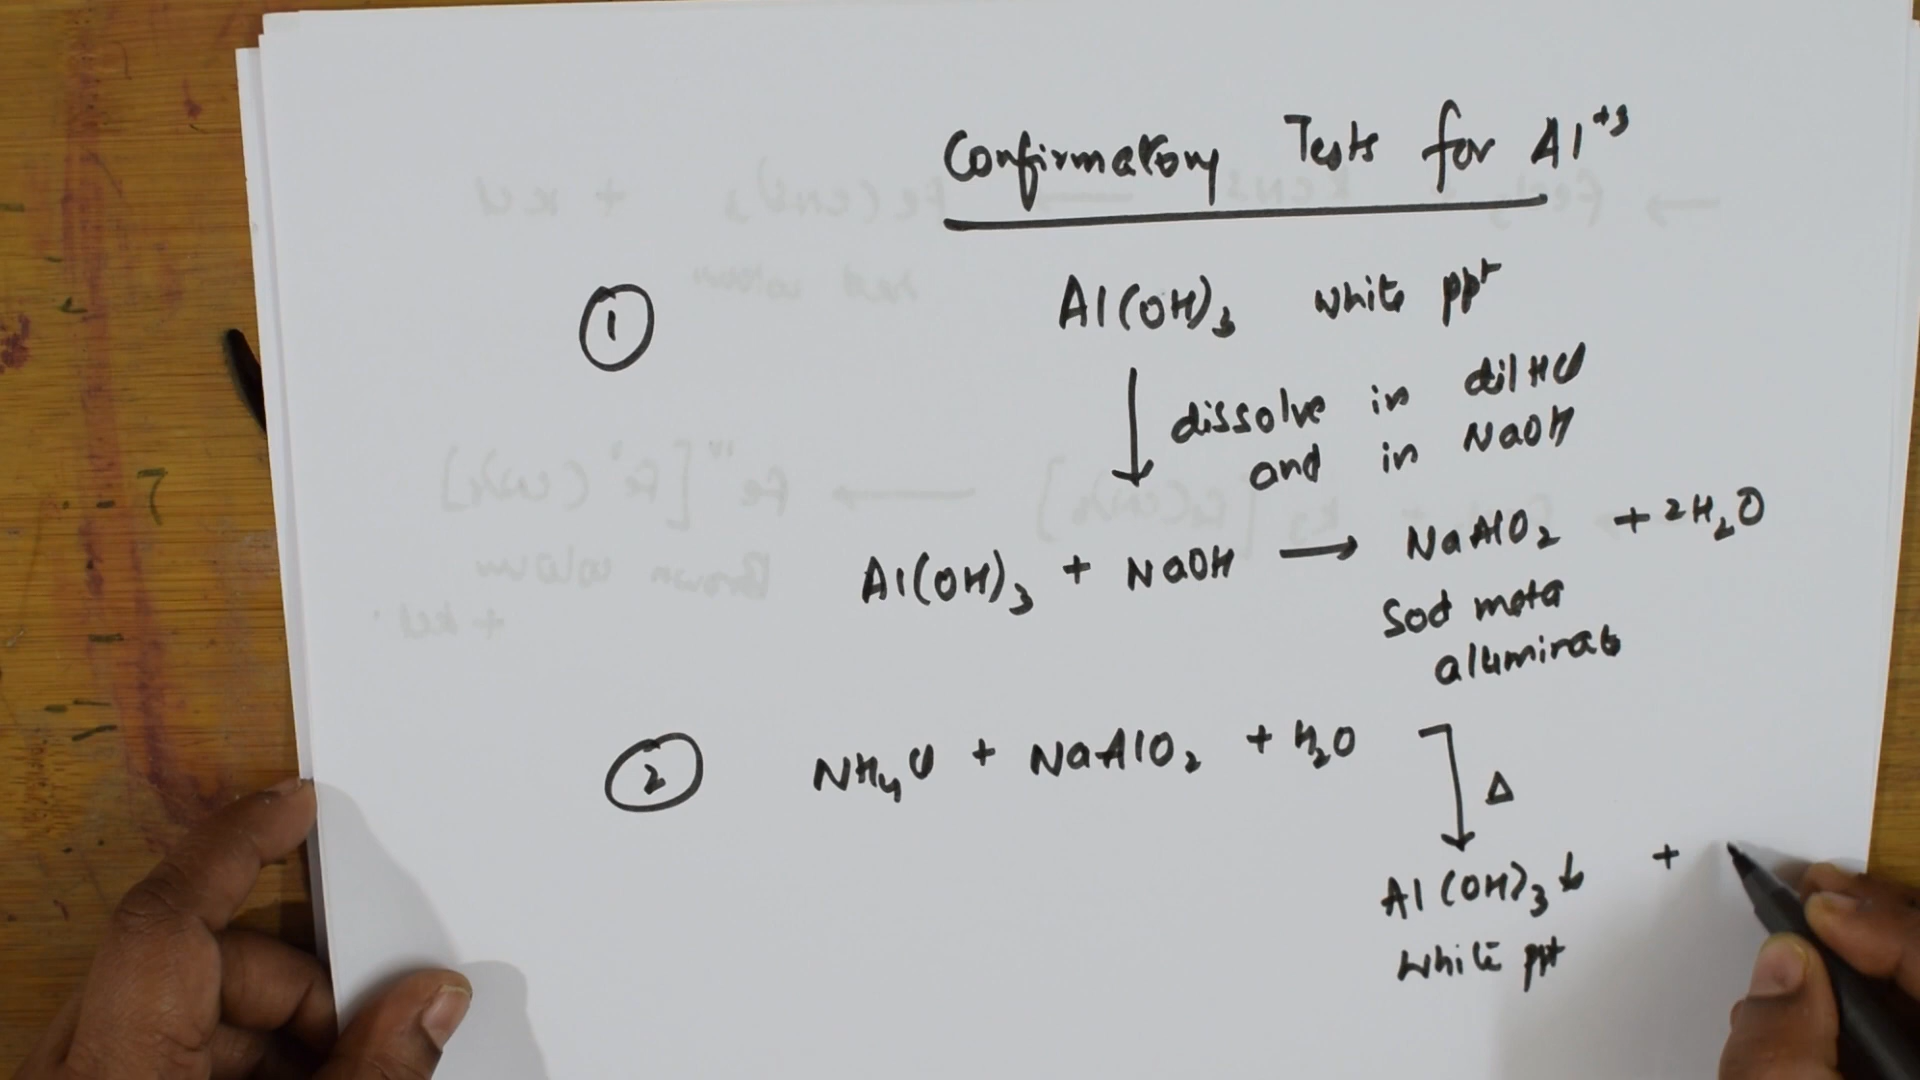 Confirmatory Tests for Al⁺³
① Al(OH)₃ white ppt
↓ dissolve in dil HCl
and in NaOH
Al(OH)₃ + NaOH → NaAlO₂ + 2H₂O
Sod meta
aluminate
② NH₄Cl + NaAlO₂ + H₂O
↓ Δ
Al(OH)₃↓ +
white ppt